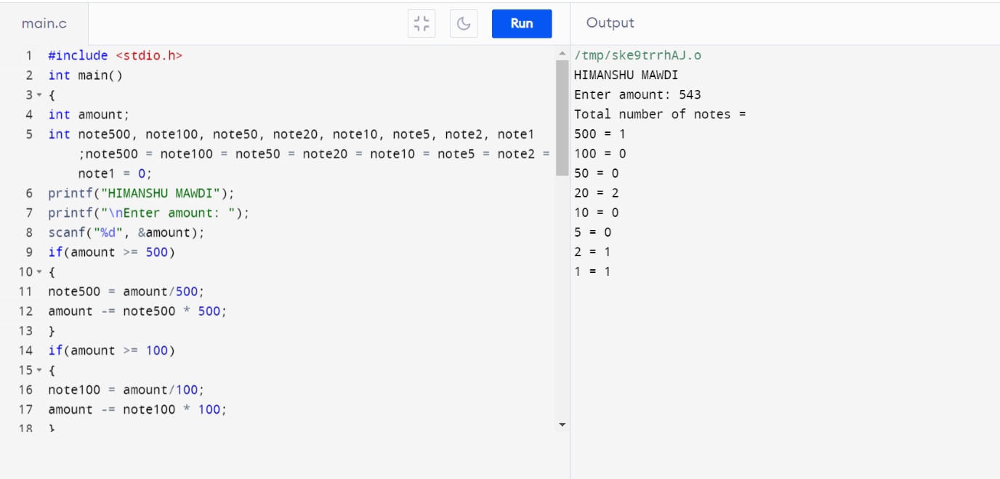 main.c
Run
Output
1 #include <stdio.h>
2 int main()
3 {
4 int amount;
5 int note500, note100, note50, note20, note10, note5, note2, note1
;note500 = note100 = note50 = note20 = note10 = note5 = note2 =
note1 = 0;
6 printf("HIMANSHU MAWDI");
7 printf("\nEnter amount: ");
8 scanf("%d", &amount);
9 if(amount >= 500)
10 {
11 note500 = amount/500;
12 amount -= note500 * 500;
13 }
14 if(amount >= 100)
15 {
16 note100 = amount/100;
17 amount -= note100 * 100;
18 }
/tmp/ske9trrhAJ.o
HIMANSHU MAWDI
Enter amount: 543
Total number of notes =
500 = 1
100 = 0
50 = 0
20 = 2
10 = 0
5 = 0
2 = 1
1 = 1